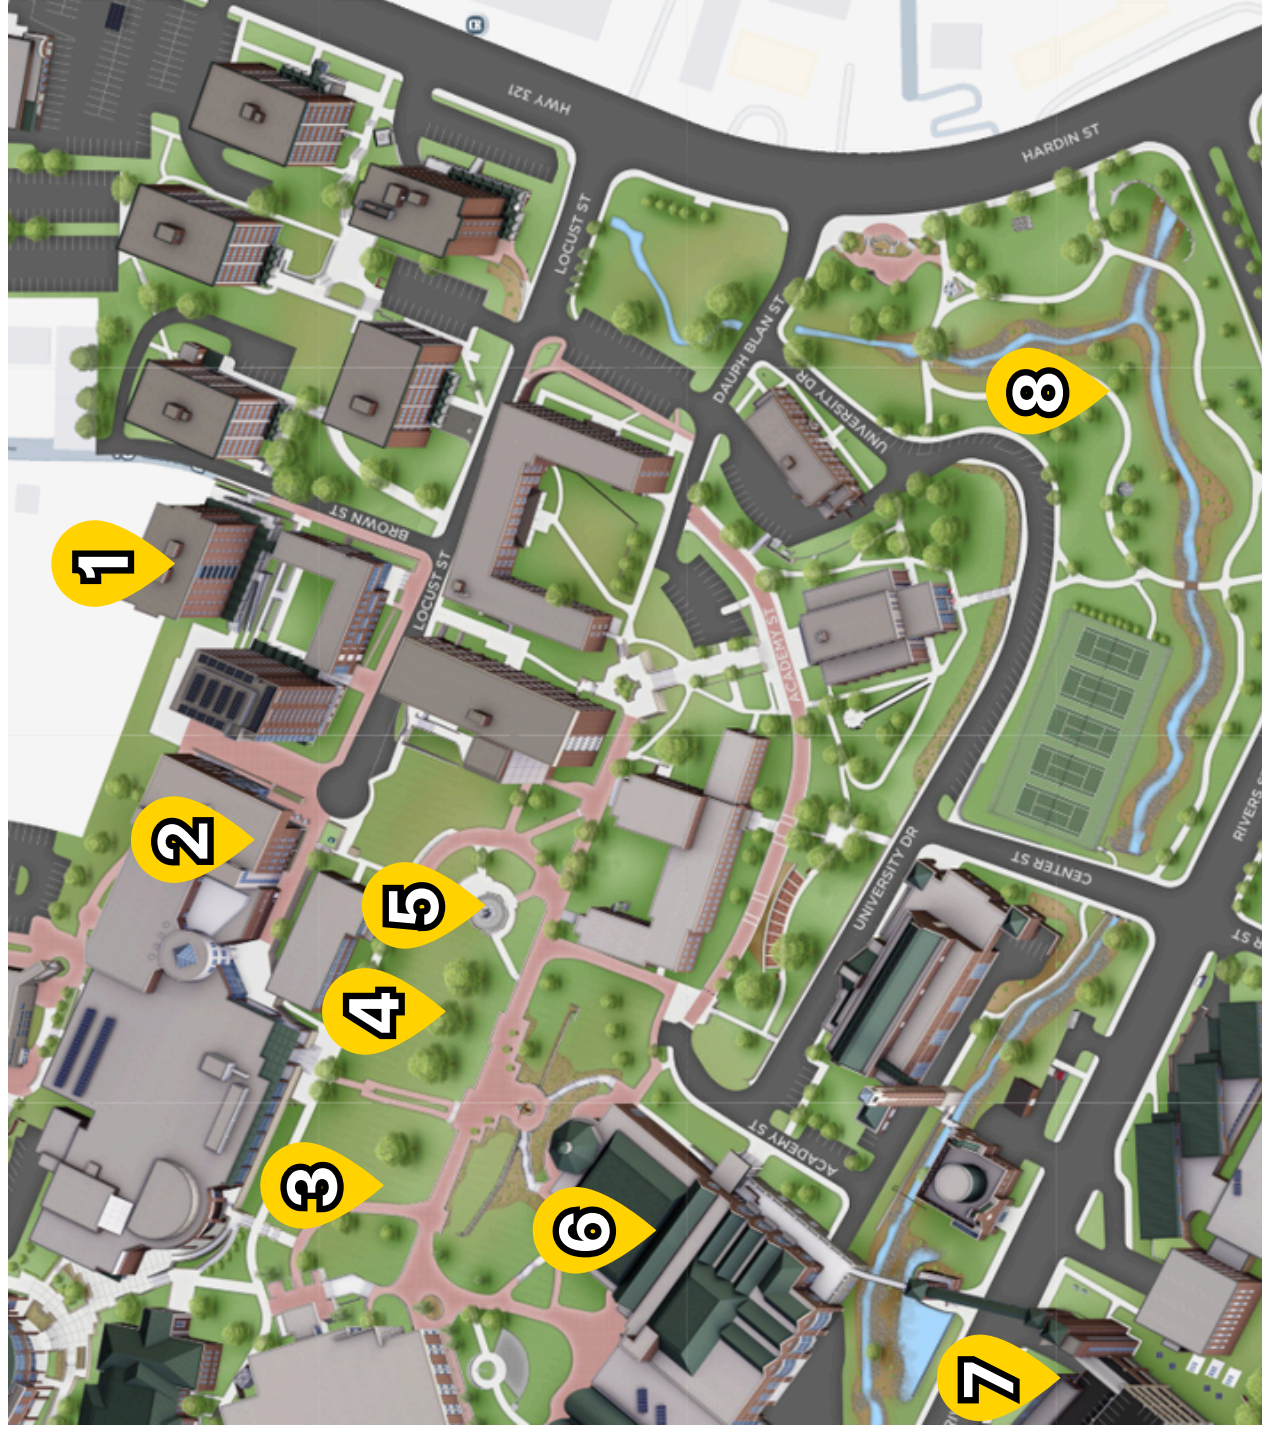 HWY 321
HARDIN ST
LOCUST ST
DAUPH BLAN ST
UNIVERSITY DR
8
BROWN ST
1
LOCUST ST
ACADEMY ST
2
5
UNIVERSITY DR
CENTER ST
RIVERS
4
3
ACADEMY ST
6
7